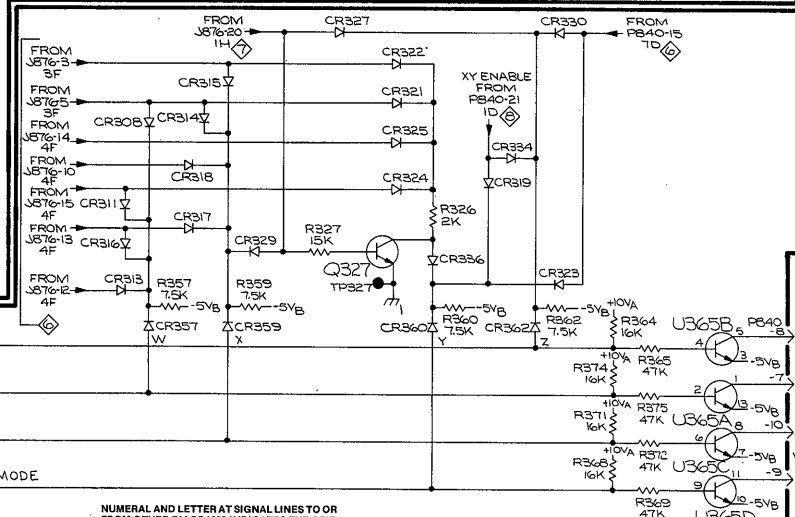 FROM
J876-20
1H 7
CR327
CR330
FROM
P840-15
7D 6
FROM
J876-3
3F
CR322
CR315
XY ENABLE
FROM
P840-21
1D 8
FROM
J876-5
3F
CR308
CR314
CR321
FROM
J876-14
4F
CR325
CR334
FROM
J876-10
4F
CR318
CR319
FROM
J876-15
4F
CR311
CR324
CR317
R326
2K
FROM
J876-13
4F
CR316
CR329
R327
15K
Q327
TP327
CR336
FROM
J876-12
4F
CR313
CR323
6
R357
7.5K
-5VB
R359
7.5K
-5VB
R360
7.5K
-5VB
R362
7.5K
-5VB
CR357
W
CR359
X
CR360
Y
CR362
Z
+10VA
R364
16K
U365B
P840
-8
5
4
3
-5VB
R365
47K
+10VA
R374
16K
-7
1
2
13
-5VB
R375
47K
U365A
+10VA
R371
16K
-10
8
6
7
-5VB
R372
47K
U365C
+10VA
R368
16K
-9
11
9
10
-5VB
R369
47K
U365D
MODE
NUMERAL AND LETTER AT SIGNAL LINES TO OR